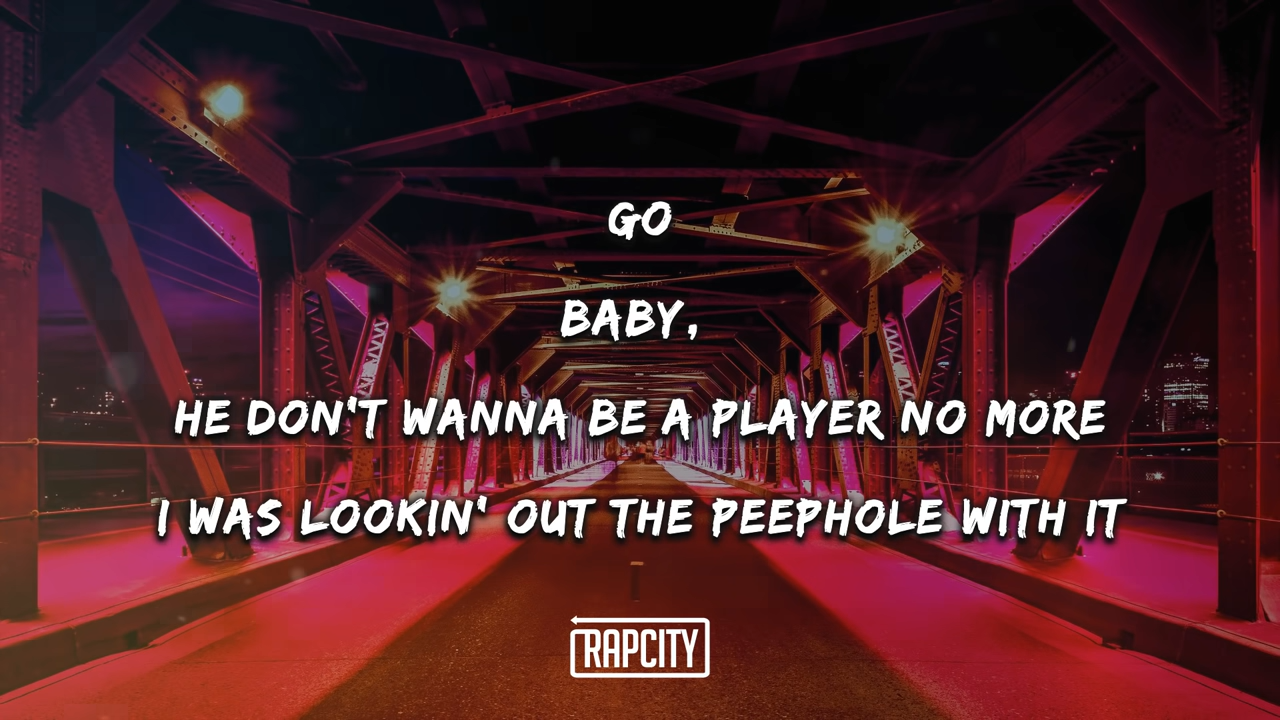 GO
BABY,
HE DON'T WANNA BE A PLAYER NO MORE
I WAS LOOKIN' OUT THE PEEPHOLE WITH IT
RAPCITY